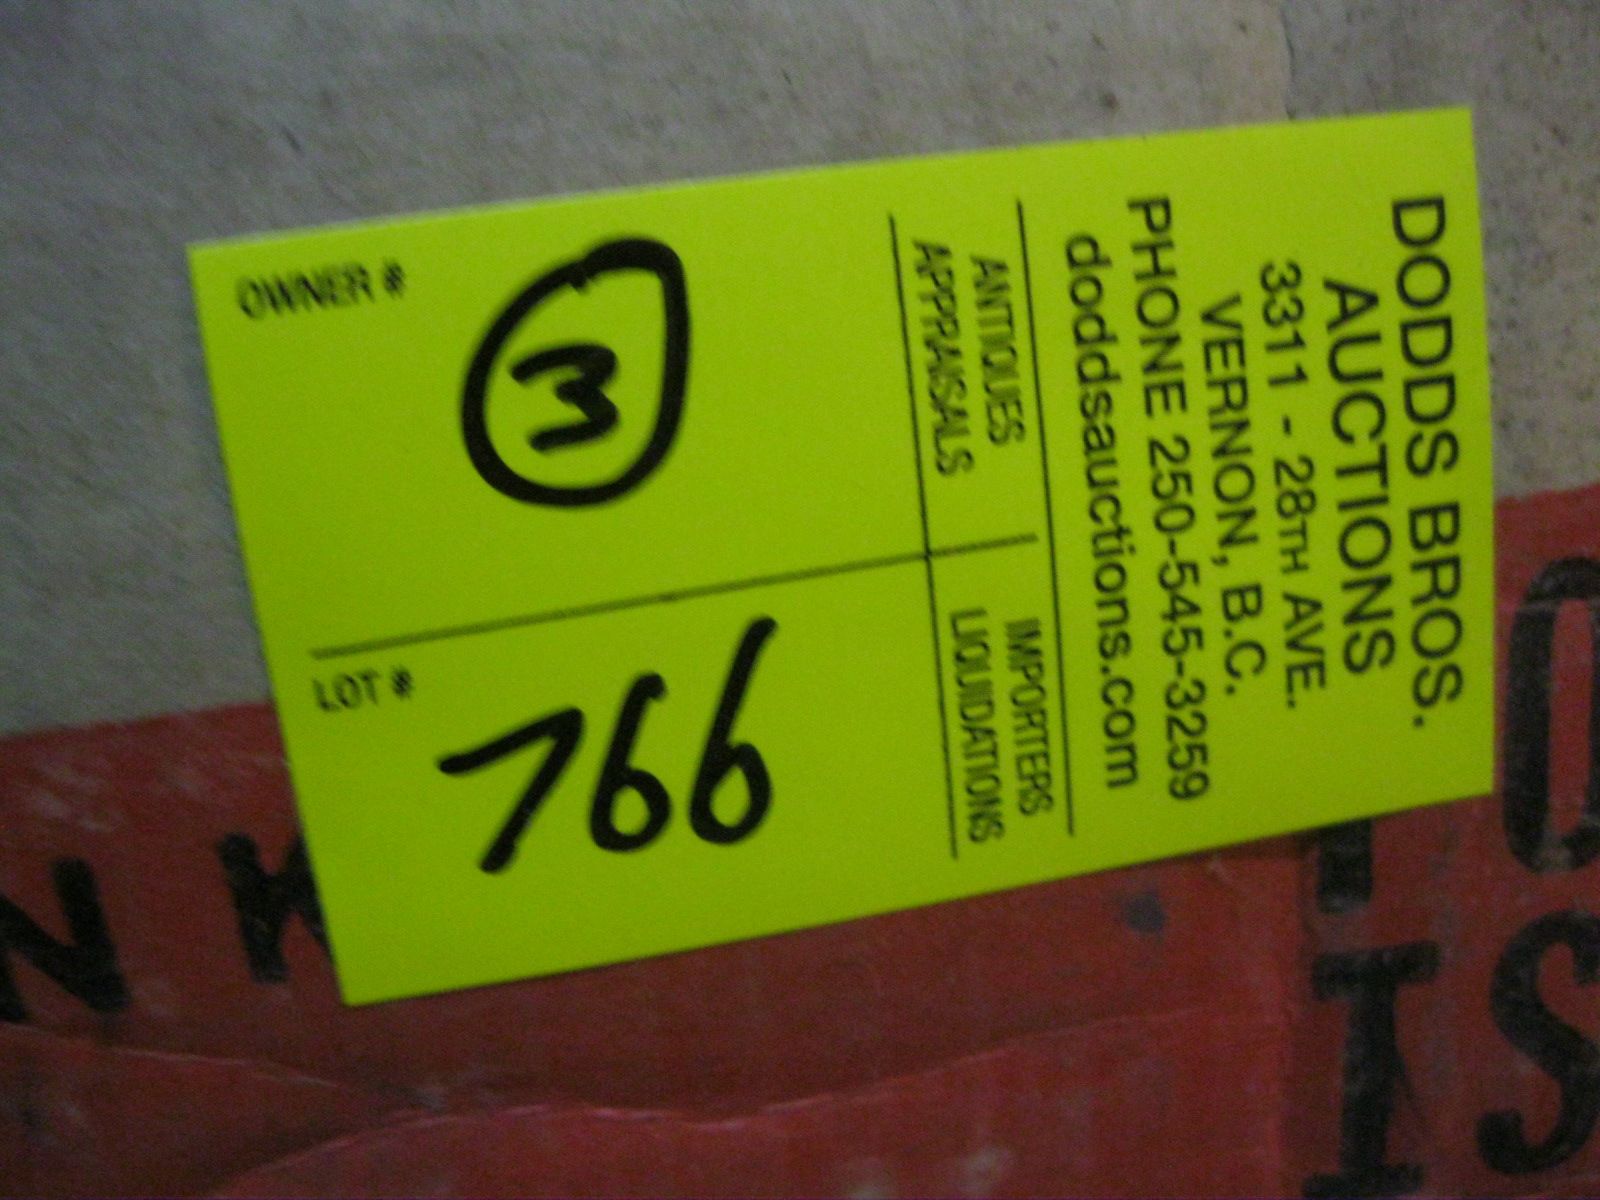 DODDS BROS.
AUCTIONS
3311 - 28TH AVE.
VERNON, B.C.
PHONE 250-545-3259
doddsauctions.com
ANTIQUES
APPRAISALS
IMPORTERS
LIQUIDATIONS
OWNER #
3
LOT #
766
IS